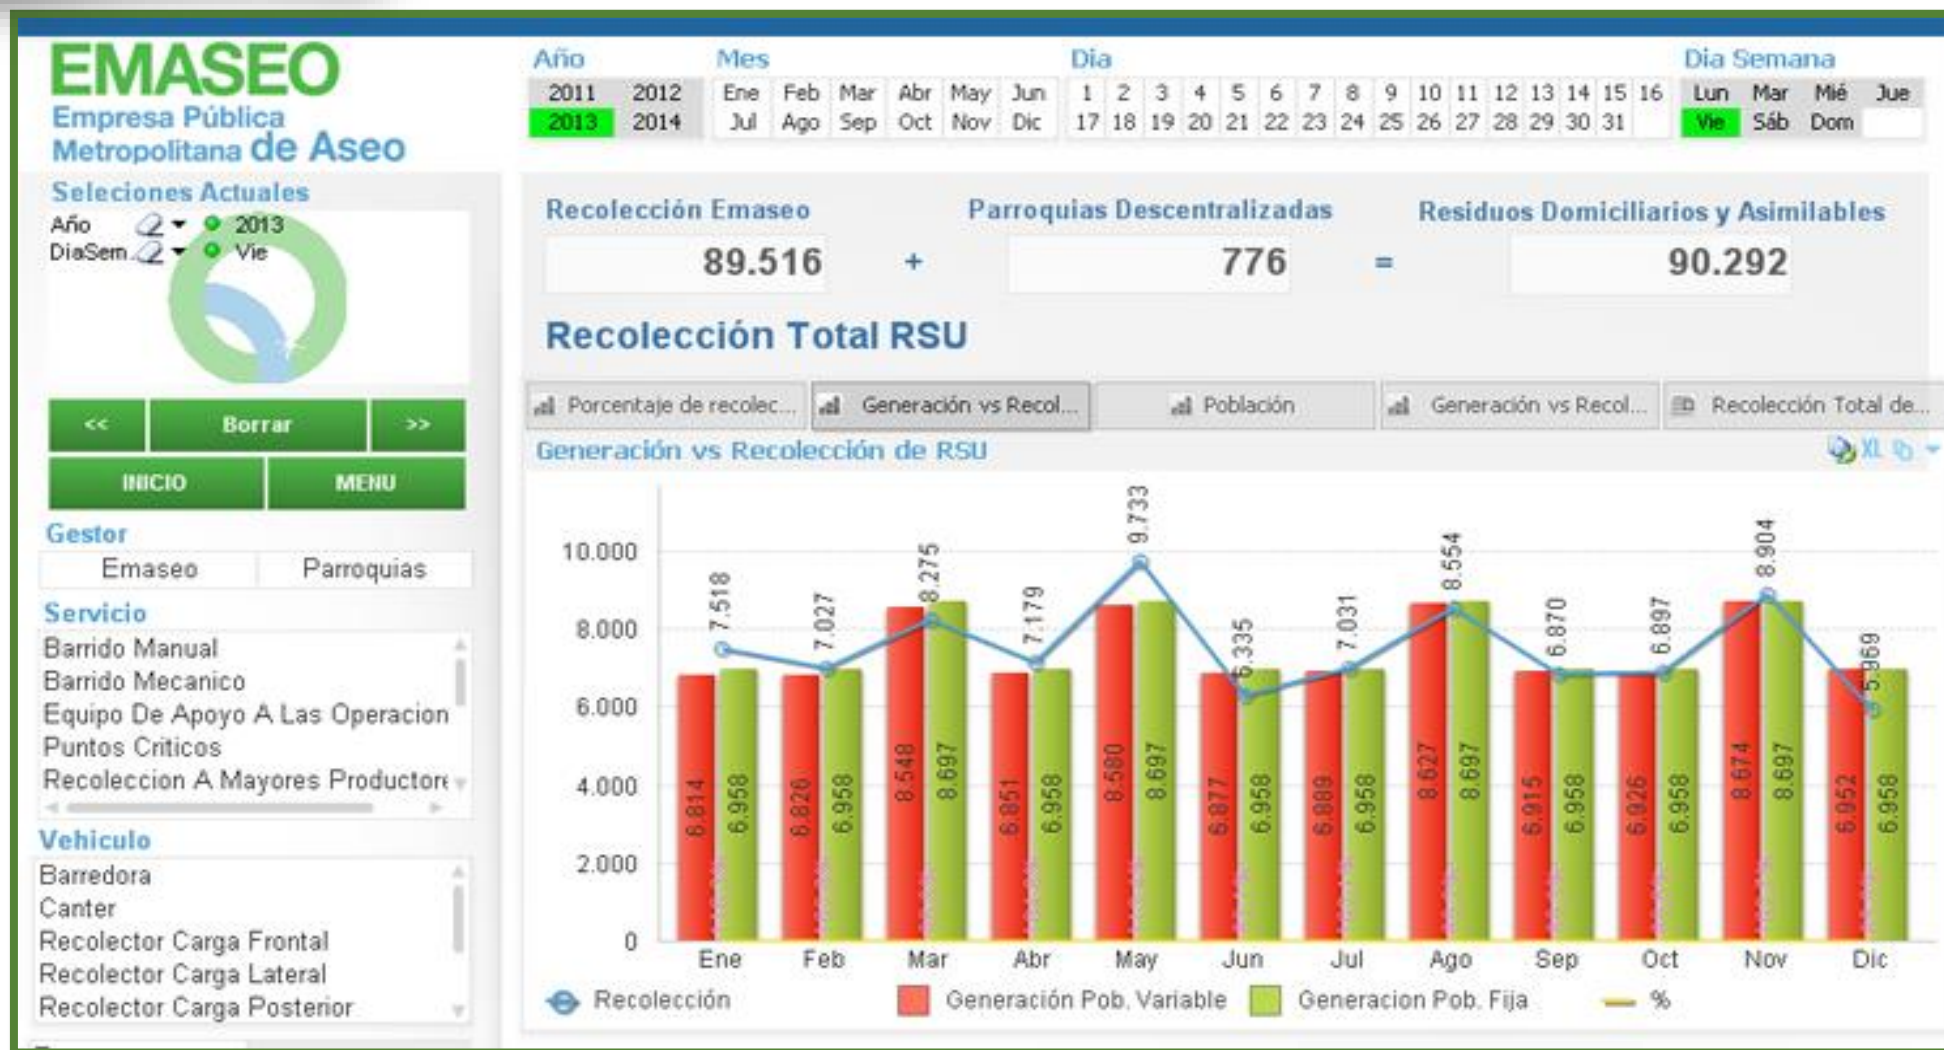 EMASEO
Empresa Pública
Metropolitana de Aseo
Año
2011 2012
2013 2014
Mes
Ene Feb Mar Abr May Jun
Jul Ago Sep Oct Nov Dic
Dia
1 2 3 4 5 6 7 8 9 10 11 12 13 14 15 16
17 18 19 20 21 22 23 24 25 26 27 28 29 30 31
Dia Semana
Lun Mar Mié Jue
Vie Sáb Dom
Seleciones Actuales
Año 2013
DiaSem. Vie
<< Borrar >>
INICIO MENU
Gestor
Emaseo Parroquias
Servicio
Barrido Manual
Barrido Mecanico
Equipo De Apoyo A Las Operacion
Puntos Criticos
Recoleccion A Mayores Productore
Vehiculo
Barredora
Canter
Recolector Carga Frontal
Recolector Carga Lateral
Recolector Carga Posterior
Recolección Emaseo Parroquias Descentralizadas Residuos Domiciliarios y Asimilables
89.516 + 776 = 90.292
Recolección Total RSU
Porcentaje de recolec... Generación vs Recol... Población Generación vs Recol... Recolección Total de...
Generación vs Recolección de RSU
XL
10.000
8.000
6.000
4.000
2.000
0
7.518 7.027 8.275 7.179 9.733 6.335 7.031 8.554 6.870 6.897 8.904 5.969
6.814 6.958 6.826 6.958 8.548 8.697 6.851 6.958 8.580 8.697 6.877 6.958 6.889 6.958 8.627 8.697 6.915 6.958 6.926 6.958 8.674 8.697 6.952 6.958
Ene Feb Mar Abr May Jun Jul Ago Sep Oct Nov Dic
Recolección Generación Pob. Variable Generacion Pob. Fija %